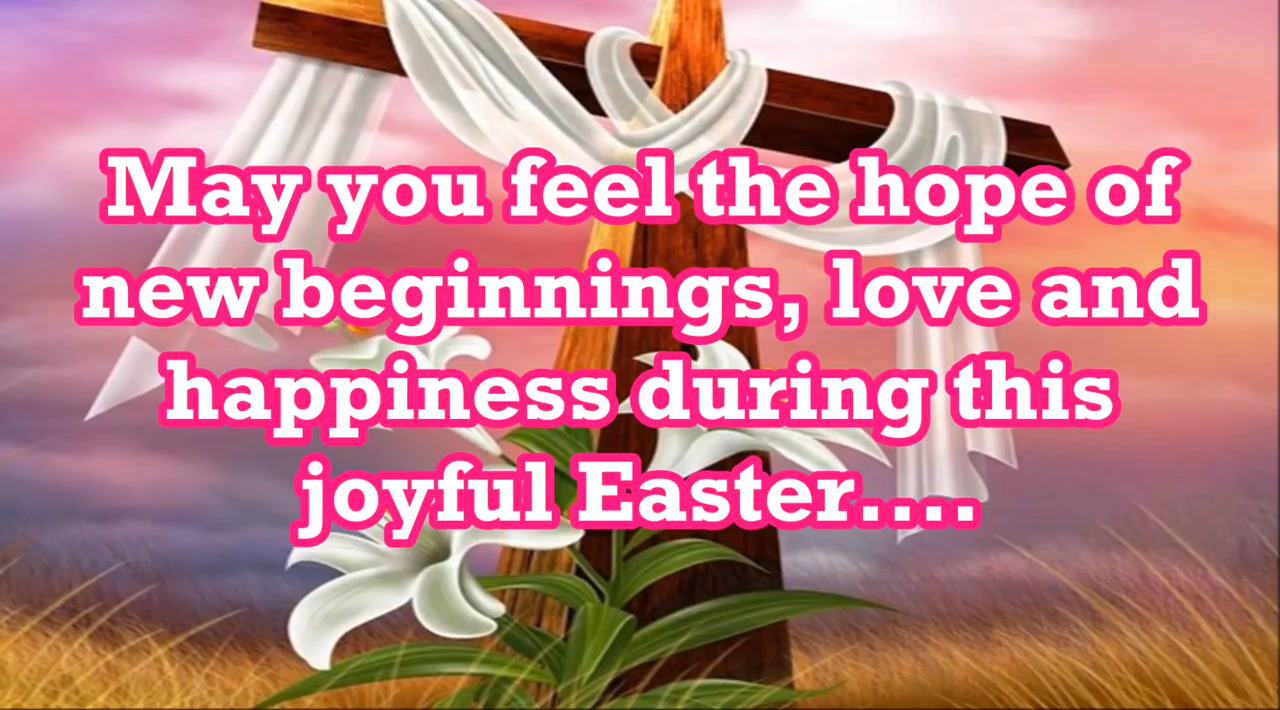 May you feel the hope of
new beginnings, love and
happiness during this
joyful Easter....